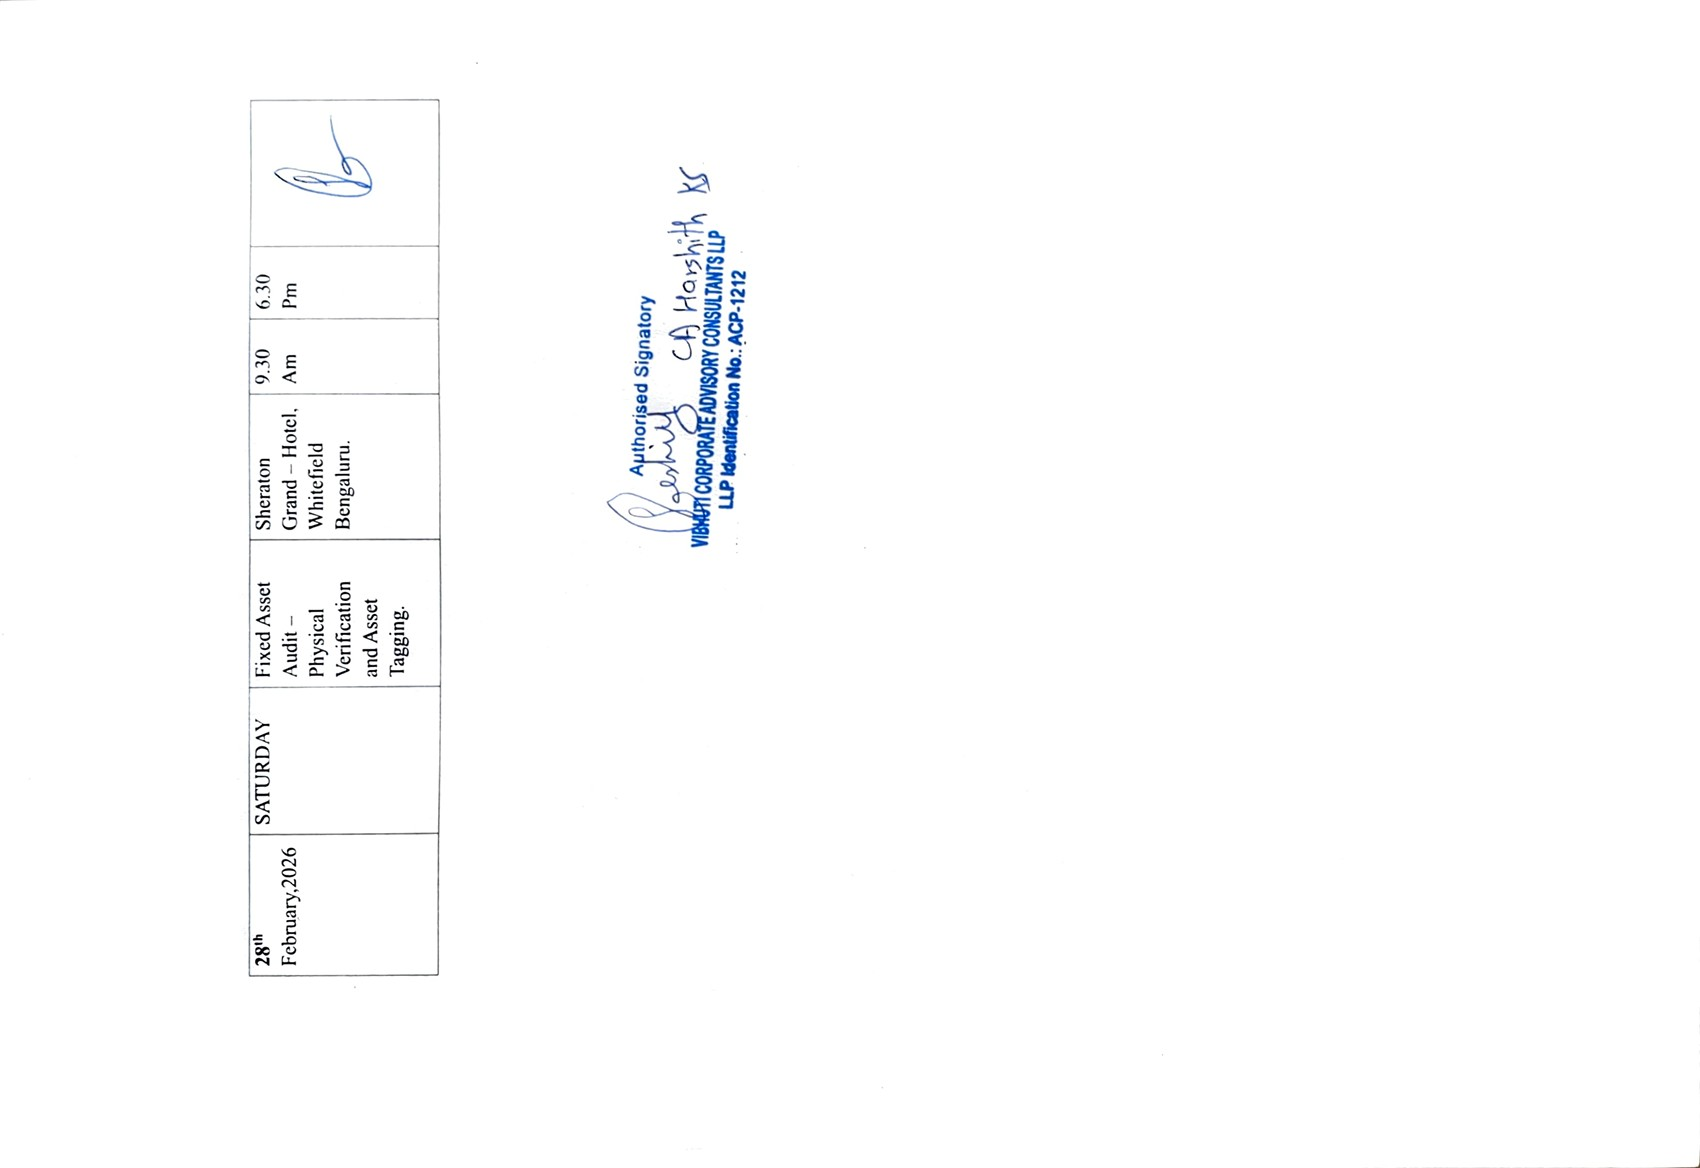 28th
February,2026
SATURDAY
Fixed Asset
Audit –
Physical
Verification
and Asset
Tagging.
Sheraton
Grand – Hotel,
Whitefield
Bengaluru.
9.30
Am
6.30
Pm
Authorised Signatory
CA Harshith KS
VIBHUTI CORPORATE ADVISORY CONSULTANTS LLP
LLP Identification No.: ACP-1212